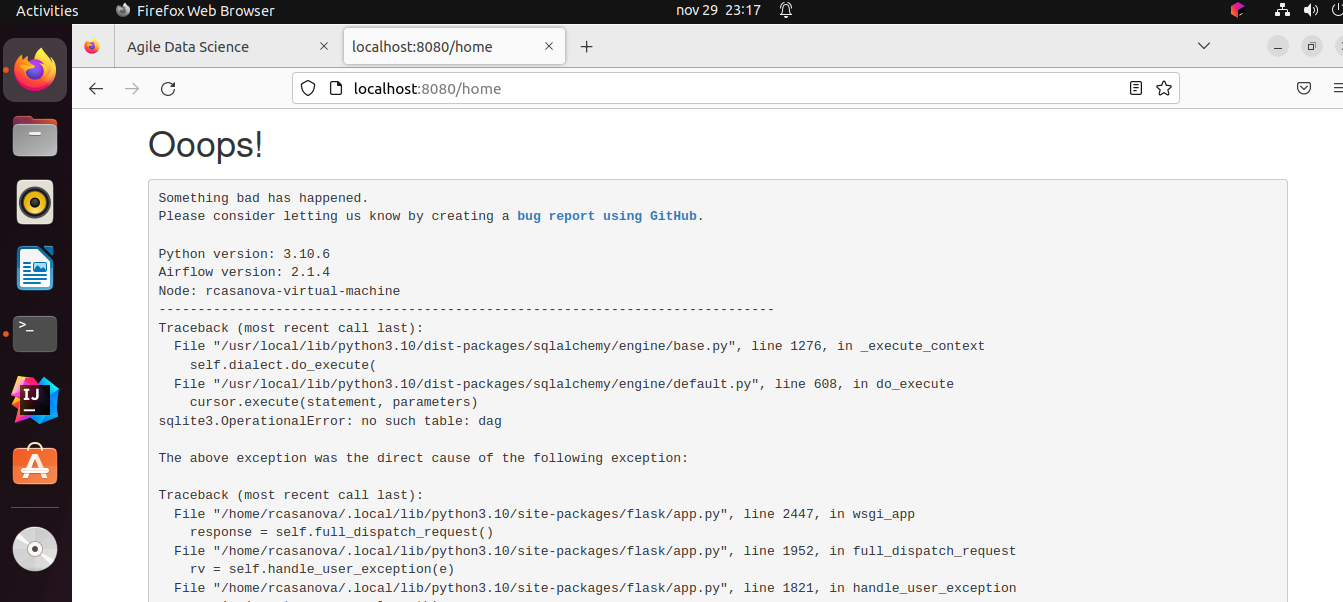 Activities
Firefox Web Browser
nov 29 23:17
Agile Data Science
localhost:8080/home
localhost:8080/home
Ooops!
Something bad has happened.
Please consider letting us know by creating a bug report using GitHub.
Python version: 3.10.6
Airflow version: 2.1.4
Node: rcasanova-virtual-machine
-------------------------------------------------------------------------------
Traceback (most recent call last):
  File "/usr/local/lib/python3.10/dist-packages/sqlalchemy/engine/base.py", line 1276, in _execute_context
    self.dialect.do_execute(
  File "/usr/local/lib/python3.10/dist-packages/sqlalchemy/engine/default.py", line 608, in do_execute
    cursor.execute(statement, parameters)
sqlite3.OperationalError: no such table: dag
The above exception was the direct cause of the following exception:
Traceback (most recent call last):
  File "/home/rcasanova/.local/lib/python3.10/site-packages/flask/app.py", line 2447, in wsgi_app
    response = self.full_dispatch_request()
  File "/home/rcasanova/.local/lib/python3.10/site-packages/flask/app.py", line 1952, in full_dispatch_request
    rv = self.handle_user_exception(e)
  File "/home/rcasanova/.local/lib/python3.10/site-packages/flask/app.py", line 1821, in handle_user_exception